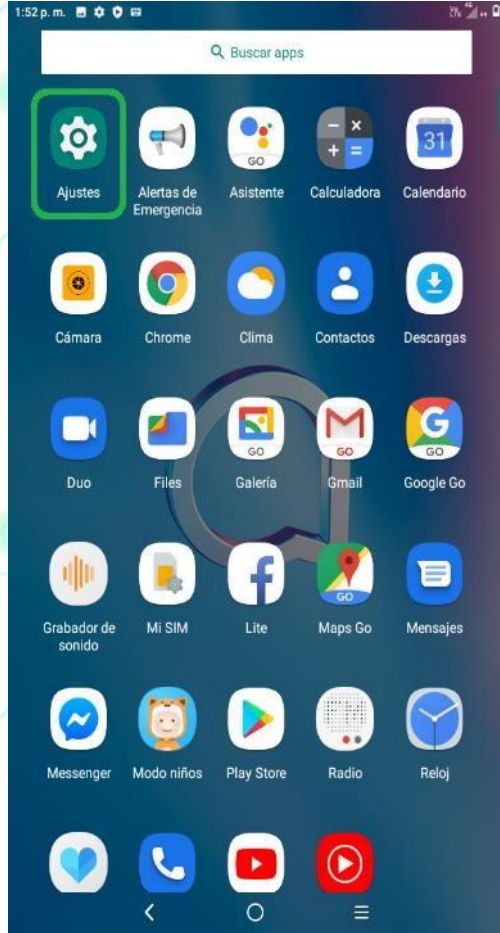 1:52 p. m.
Buscar apps
Ajustes
Alertas de
Emergencia
GO
Asistente
Calculadora
31
Calendario
Cámara
Chrome
Clima
Contactos
Descargas
Duo
Files
GO
Galería
GO
Gmail
G
GO
Google Go
Grabador de
sonido
Mi SIM
Lite
GO
Maps Go
Mensajes
Messenger
Modo niños
Play Store
Radio
Reloj